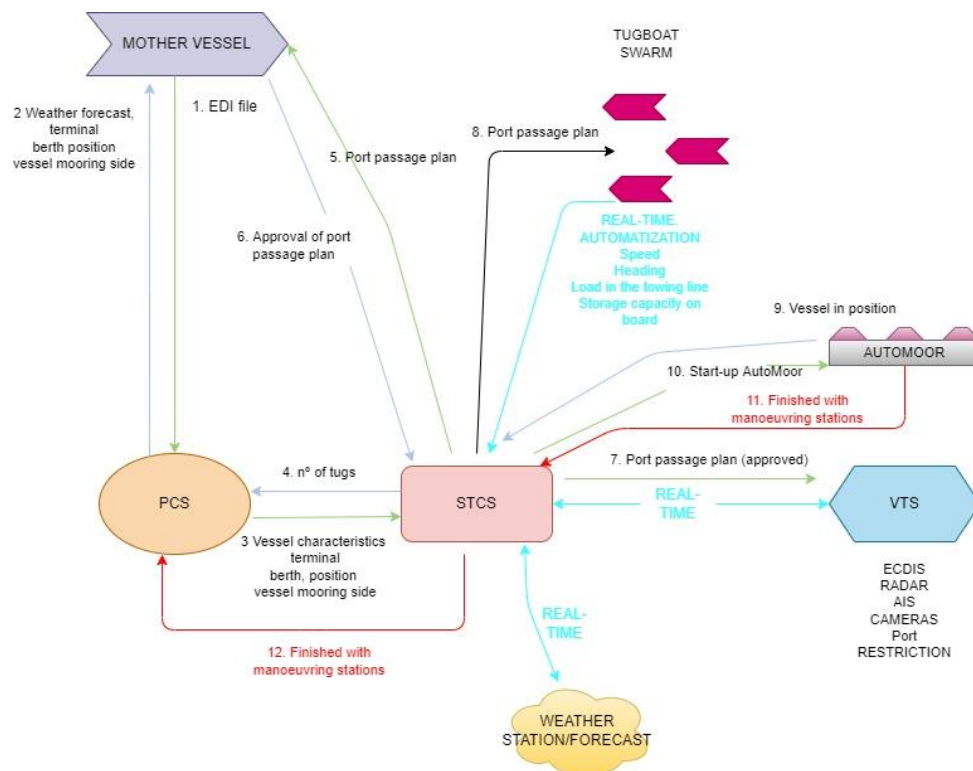 MOTHER VESSEL
TUGBOAT
SWARM
1. EDI file
2 Weather forecast,
terminal
berth position
vessel mooring side
5. Port passage plan
8. Port passage plan
6. Approval of port
passage plan
REAL-TIME.
AUTOMATIZATION
Speed
Heading
Load in the towing line
Storage capacity on
board
9. Vessel in position
AUTOMOOR
10. Start-up AutoMoor
11. Finished with
manoeuvring stations
PCS
4. nº of tugs
STCS
7. Port passage plan (approved)
REAL-
TIME
VTS
3 Vessel characteristics
terminal
berth, position
vessel mooring side
ECDIS
RADAR
AIS
CAMERAS
Port
RESTRICTION
REAL-
TIME
12. Finished with
manoeuvring stations
WEATHER
STATION/FORECAST